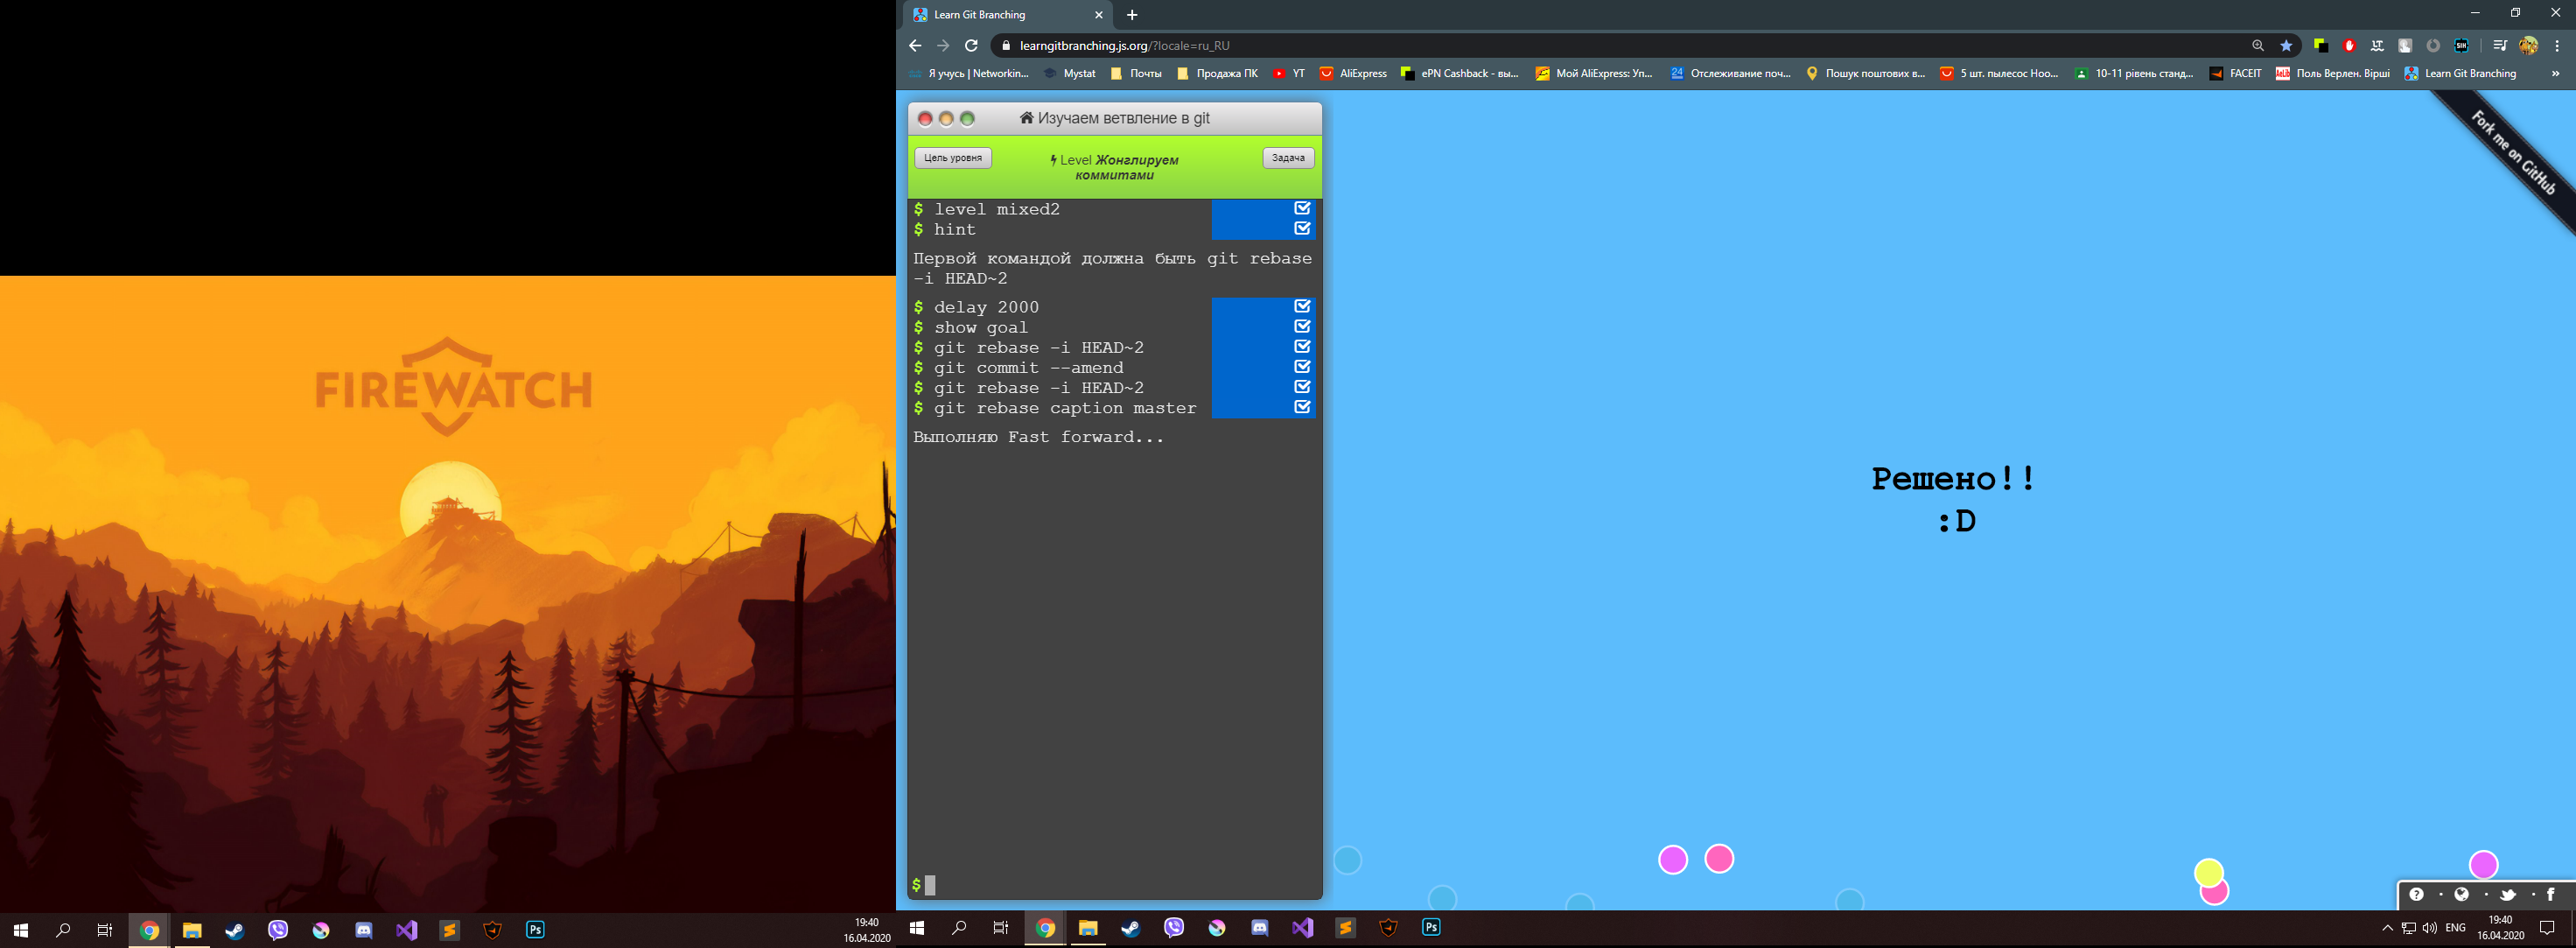 FIREWATCH
19:40
16.04.2020
Learn Git Branching
learngitbranching.js.org/?locale=ru_RU
Я учусь | Networkin...
Mystat
Почты
Продажа ПК
YT
AliExpress
ePN Cashback - вы...
Мой AliExpress: Уп...
24
Отслеживание поч...
Пошук поштових в...
5 шт. пылесос Hoo...
10-11 рівень станд...
FACEIT
Поль Верлен. Вірші
Learn Git Branching
»
Изучаем ветвление в git
Цель уровня
Level Жонглируем
коммитами
Задача
$ level mixed2
$ hint
Первой командой должна быть git rebase
-i HEAD~2
$ delay 2000
$ show goal
$ git rebase -i HEAD~2
$ git commit --amend
$ git rebase -i HEAD~2
$ git rebase caption master
Выполняю Fast forward...
$
Fork me on GitHub
Решено!!
:D
Ps
Ps
ENG
19:40
16.04.2020